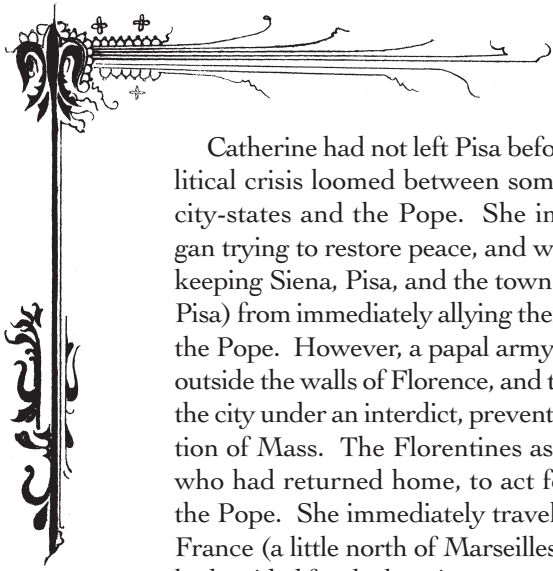 Catherine had not left Pisa befo
litical crisis loomed between som
city-states and the Pope. She in
gan trying to restore peace, and w
keeping Siena, Pisa, and the town
Pisa) from immediately allying the
the Pope. However, a papal army
outside the walls of Florence, and t
the city under an interdict, prevent
tion of Mass. The Florentines as
who had returned home, to act fo
the Pope. She immediately travel
France (a little north of Marseilles